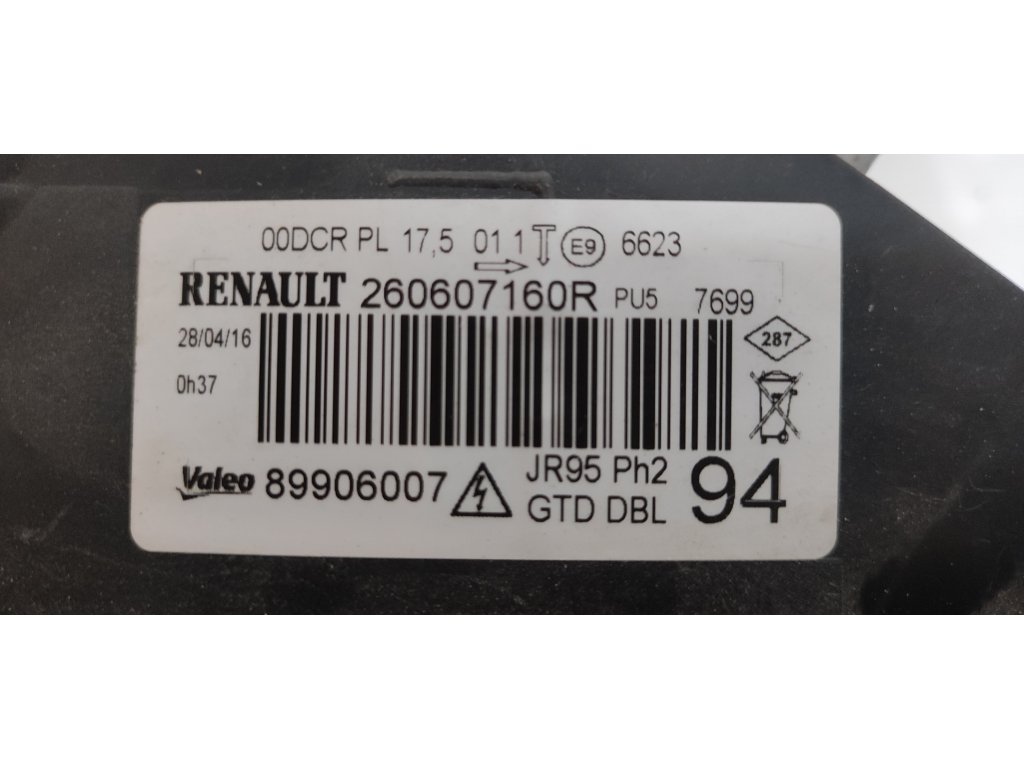 00DCR PL 17,5 01 1 E9 6623
RENAULT 260607160R PU5 7699
28/04/16
287
0h37
Valeo 89906007 JR95 Ph2 94
GTD DBL